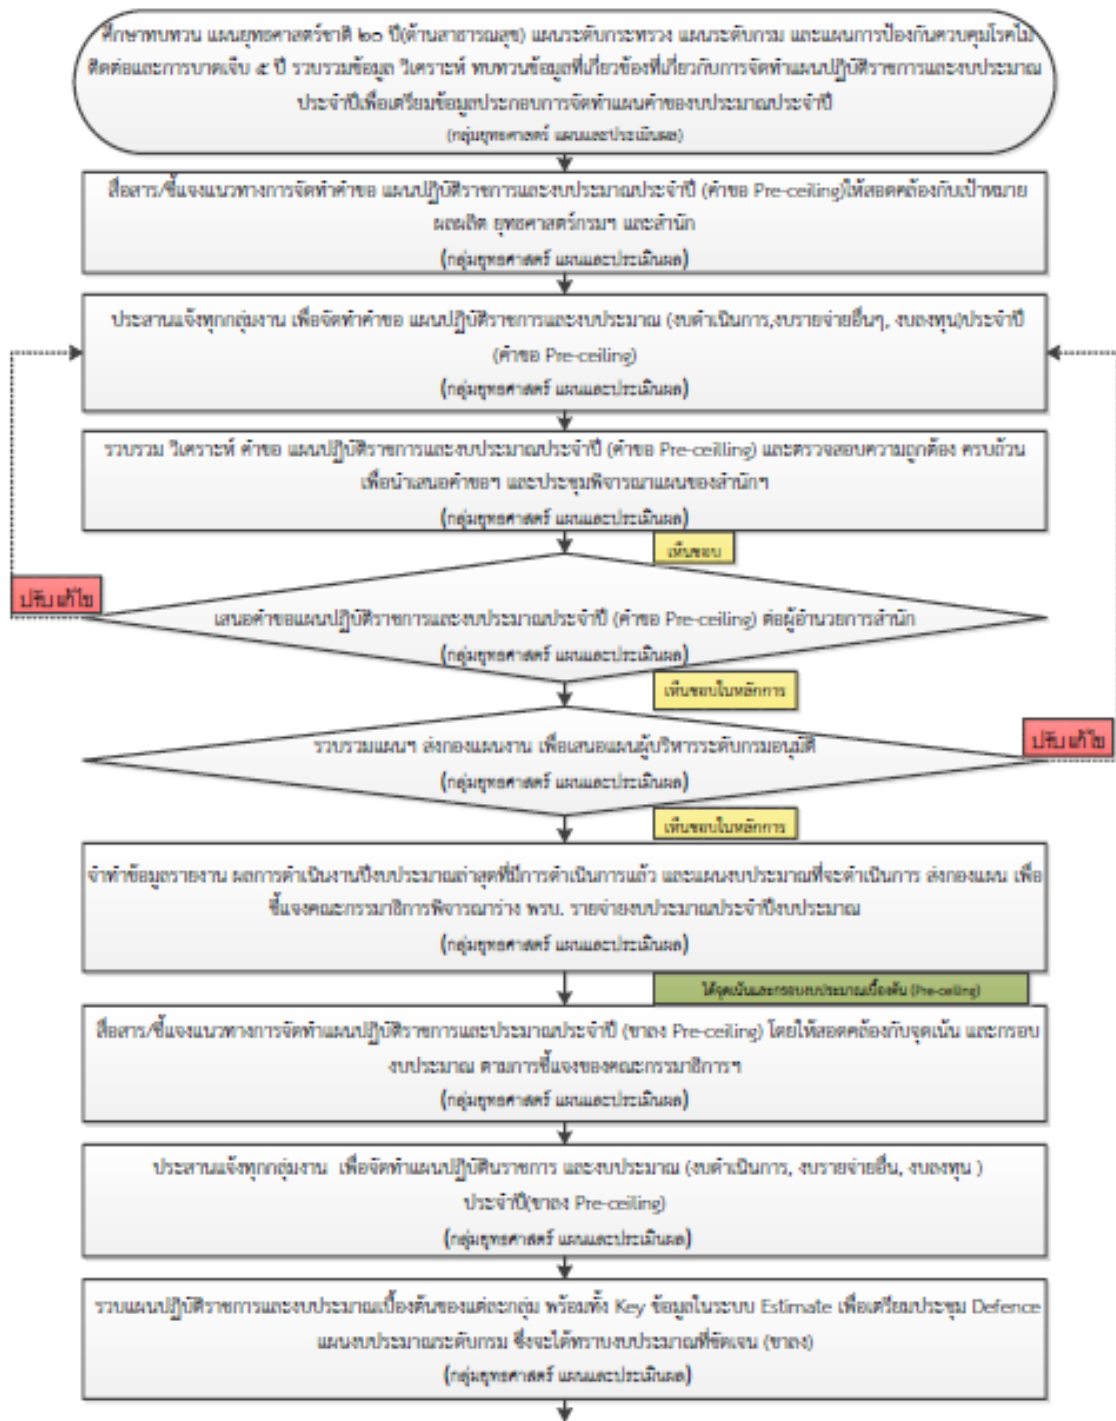 ศึกษาทบทวน แผนยุทธศาสตร์ชาติ ๒๐ ปี(ด้านสาธารณสุข) แผนระดับกระทรวง แผนระดับกรม และแผนการป้องกันควบคุมโรคไม่
ติดต่อและการบาดเจ็บ ๕ ปี รวบรวมข้อมูล วิเคราะห์ ทบทวนข้อมูลที่เกี่ยวข้องที่เกี่ยวกับการจัดทำแผนปฏิบัติราชการและงบประมาณ
ประจำปีเพื่อเตรียมข้อมูลประกอบการจัดทำแผนคำของบประมาณประจำปี
(กลุ่มยุทธศาสตร์ แผนและประเมินผล)
สื่อสาร/ชี้แจงแนวทางการจัดทำคำขอ แผนปฏิบัติราชการและงบประมาณประจำปี (คำขอ Pre-ceiling)ให้สอดคล้องกับเป้าหมาย
ผลผลิต ยุทธศาสตร์กรมฯ และสำนัก
(กลุ่มยุทธศาสตร์ แผนและประเมินผล)
ประสานแจ้งทุกกลุ่มงาน เพื่อจัดทำคำขอ แผนปฏิบัติราชการและงบประมาณ (งบดำเนินการ,งบรายจ่ายอื่นๆ, งบลงทุน)ประจำปี
(คำขอ Pre-ceiling)
(กลุ่มยุทธศาสตร์ แผนและประเมินผล)
รวบรวม วิเคราะห์ คำขอ แผนปฏิบัติราชการและงบประมาณประจำปี (คำขอ Pre-ceilling) และตรวจสอบความถูกต้อง ครบถ้วน
เพื่อนำเสนอคำขอฯ และประชุมพิจารณาแผนของสำนักฯ
(กลุ่มยุทธศาสตร์ แผนและประเมินผล)
เห็นชอบ
ปรับ แก้ไข
เสนอคำขอแผนปฏิบัติราชการและงบประมาณประจำปี (คำขอ Pre-ceiling) ต่อผู้อำนวยการสำนัก
(กลุ่มยุทธศาสตร์ แผนและประเมินผล)
เห็นชอบในหลักการ
รวบรวมแผนฯ ส่งกองแผนงาน เพื่อเสนอแผนผู้บริหารระดับกรมอนุมัติ
ปรับ แก้ไข
(กลุ่มยุทธศาสตร์ แผนและประเมินผล)
เห็นชอบในหลักการ
จำทำข้อมูลรายงาน ผลการดำเนินงานปีงบประมาณล่าสุดที่มีการดำเนินการแล้ว และแผนงบประมาณที่จะดำเนินการ ส่งกองแผน เพื่อ
ชี้แจงคณะกรรมาธิการพิจารณาร่าง พรบ. รายจ่ายงบประมาณประจำปีงบประมาณ
(กลุ่มยุทธศาสตร์ แผนและประเมินผล)
ได้จุดเน้นและกรอบงบประมาณเบื้องต้น (Pre-ceiling)
สื่อสาร/ชี้แจงแนวทางการจัดทำแผนปฏิบัติราชการและประมาณประจำปี (ขาลง Pre-ceiling) โดยให้สอดคล้องกับจุดเน้น และกรอบ
งบประมาณ ตามการชี้แจงของคณะกรรมาธิการฯ
(กลุ่มยุทธศาสตร์ แผนและประเมินผล)
ประสานแจ้งทุกกลุ่มงาน เพื่อจัดทำแผนปฏิบัตินราชการ และงบประมาณ (งบดำเนินการ, งบรายจ่ายอื่น, งบลงทุน )
ประจำปี(ขาลง Pre-ceiling)
(กลุ่มยุทธศาสตร์ แผนและประเมินผล)
รวบแผนปฏิบัติราชการและงบประมาณเบื้องต้นของแต่ละกลุ่ม พร้อมทั้ง Key ข้อมูลในระบบ Estimate เพื่อเตรียมประชุม Defence
แผนงบประมาณระดับกรม ซึ่งจะได้ทราบงบประมาณที่ชัดเจน (ขาลง)
(กลุ่มยุทธศาสตร์ แผนและประเมินผล)